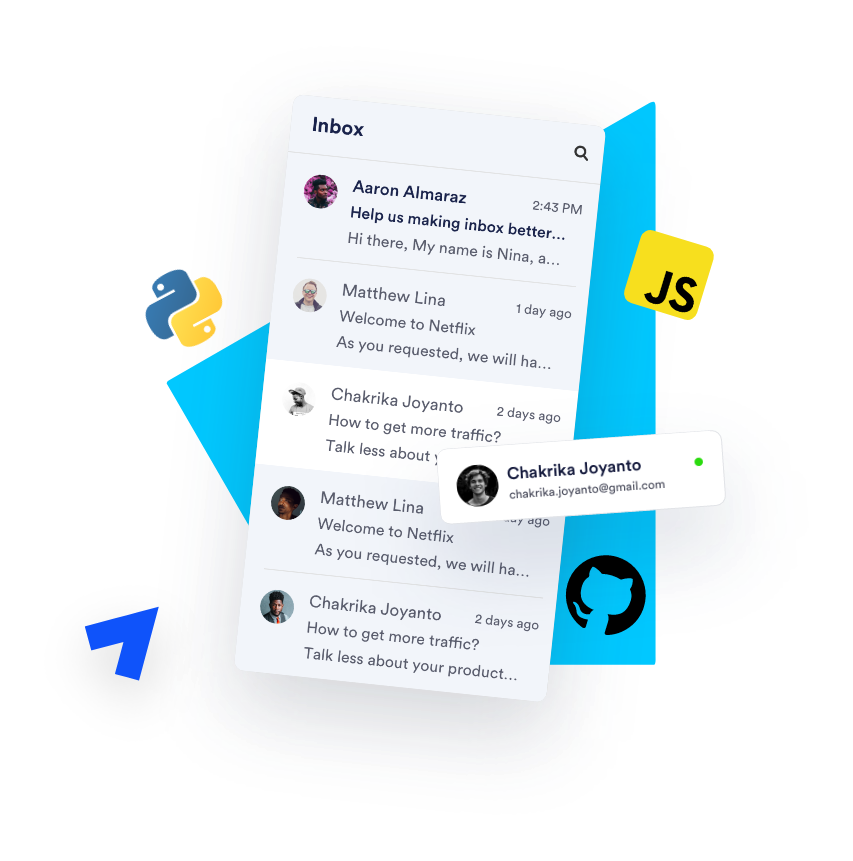 Inbox
Aaron Almaraz
2:43 PM
Help us making inbox better...
Hi there, My name is Nina, a...
Matthew Lina
1 day ago
Welcome to Netflix
As you requested, we will ha...
Chakrika Joyanto
2 days ago
How to get more traffic?
Talk less about
Chakrika Joyanto
chakrika.joyanto@gmail.com
Matthew Lina
day ago
Welcome to Netflix
As you requested, we will ha...
Chakrika Joyanto
2 days ago
How to get more traffic?
Talk less about your product...
JS